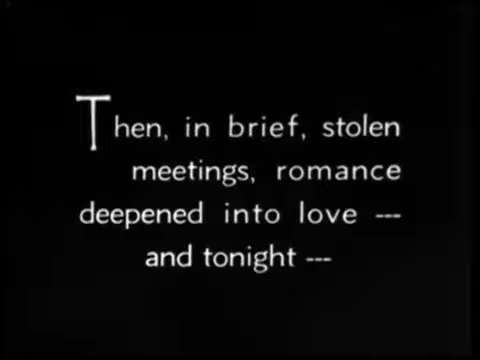 Then, in brief, stolen
meetings, romance
deepened into love ---
and tonight ---